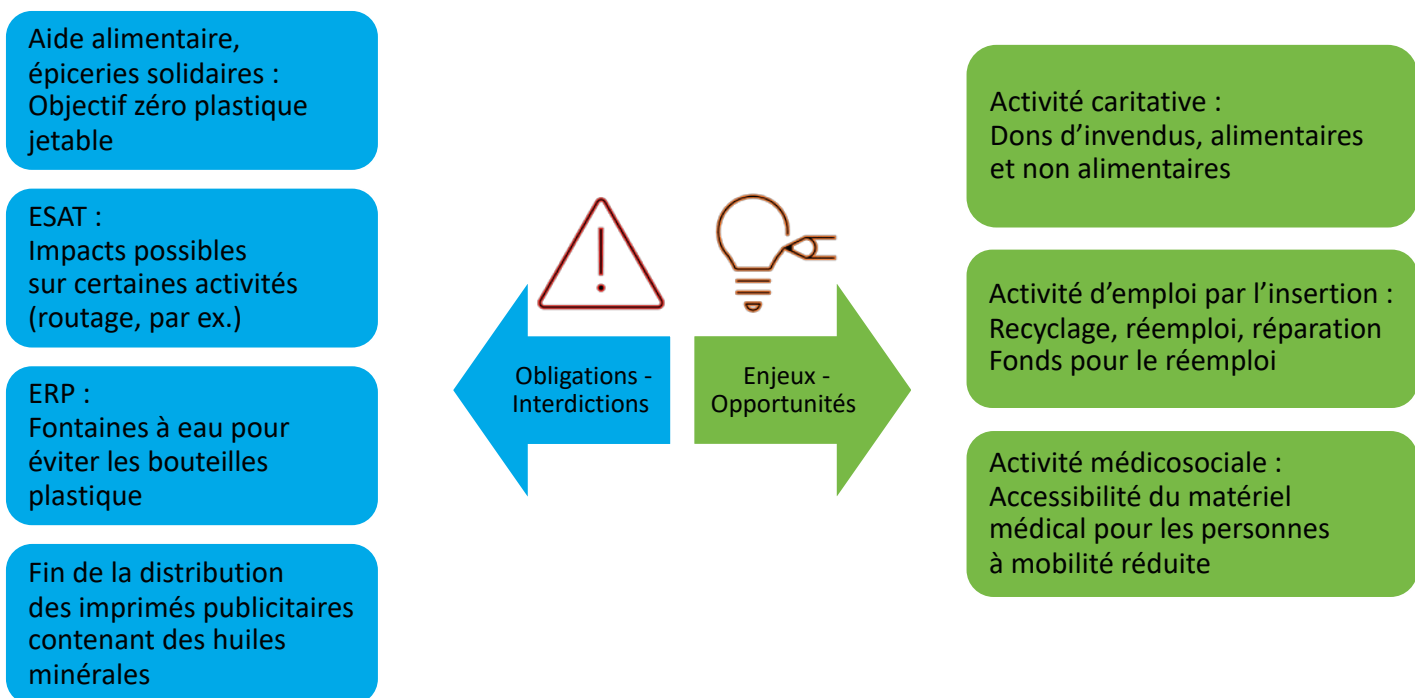 Aide alimentaire,
épiceries solidaires :
Objectif zéro plastique
jetable
ESAT :
Impacts possibles
sur certaines activités
(routage, par ex.)
ERP :
Fontaines à eau pour
éviter les bouteilles
plastique
Fin de la distribution
des imprimés publicitaires
contenant des huiles
minérales
Obligations -
Interdictions
Enjeux -
Opportunités
Activité caritative :
Dons d’invendus, alimentaires
et non alimentaires
Activité d’emploi par l’insertion :
Recyclage, réemploi, réparation
Fonds pour le réemploi
Activité médicosociale :
Accessibilité du matériel
médical pour les personnes
à mobilité réduite